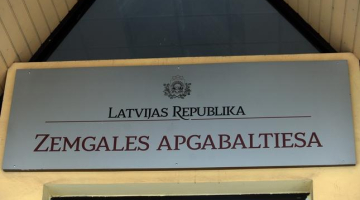 LATVIJAS REPUBLIKA
ZEMGALES APGABALTIESA